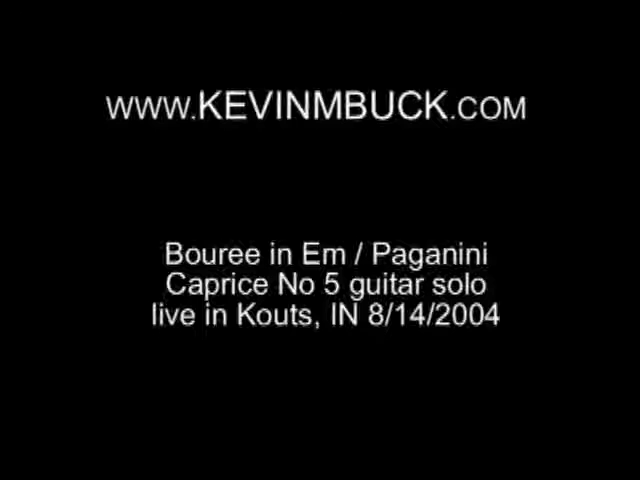 WWW.KEVINMBUCK.COM
Bouree in Em / Paganini
Caprice No 5 guitar solo
live in Kouts, IN 8/14/2004